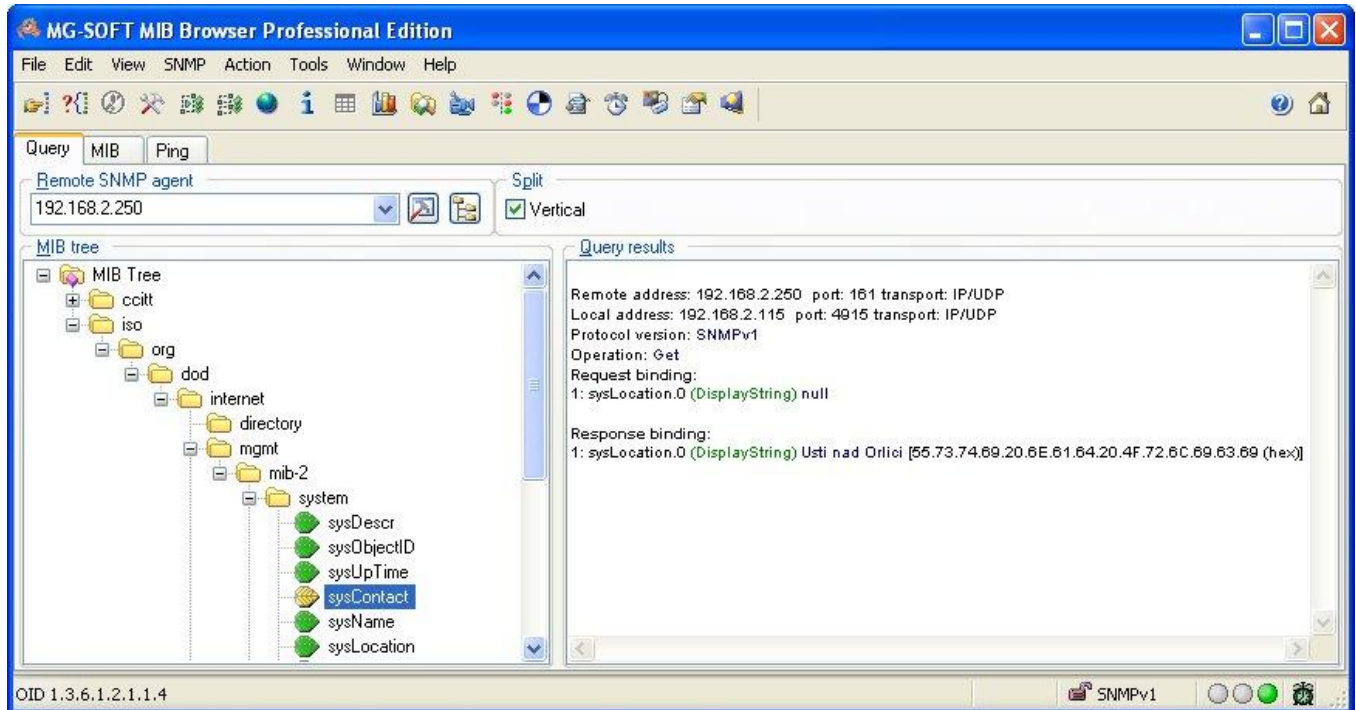 MG-SOFT MIB Browser Professional Edition
File Edit View SNMP Action Tools Window Help
Query MIB Ping
Remote SNMP agent
192.168.2.250
Split
Vertical
MIB tree
MIB Tree
ccitt
iso
org
dod
internet
directory
mgmt
mib-2
system
sysDescr
sysObjectID
sysUpTime
sysContact
sysName
sysLocation
Query results
Remote address: 192.168.2.250 port: 161 transport: IP/UDP
Local address: 192.168.2.115 port: 4915 transport: IP/UDP
Protocol version: SNMPv1
Operation: Get
Request binding:
1: sysLocation.0 (DisplayString) null
Response binding:
1: sysLocation.0 (DisplayString) Usti nad Orlici [55.73.74.69.20.6E.61.64.20.4F.72.6C.69.63.69 (hex)]
OID 1.3.6.1.2.1.1.4
SNMPv1